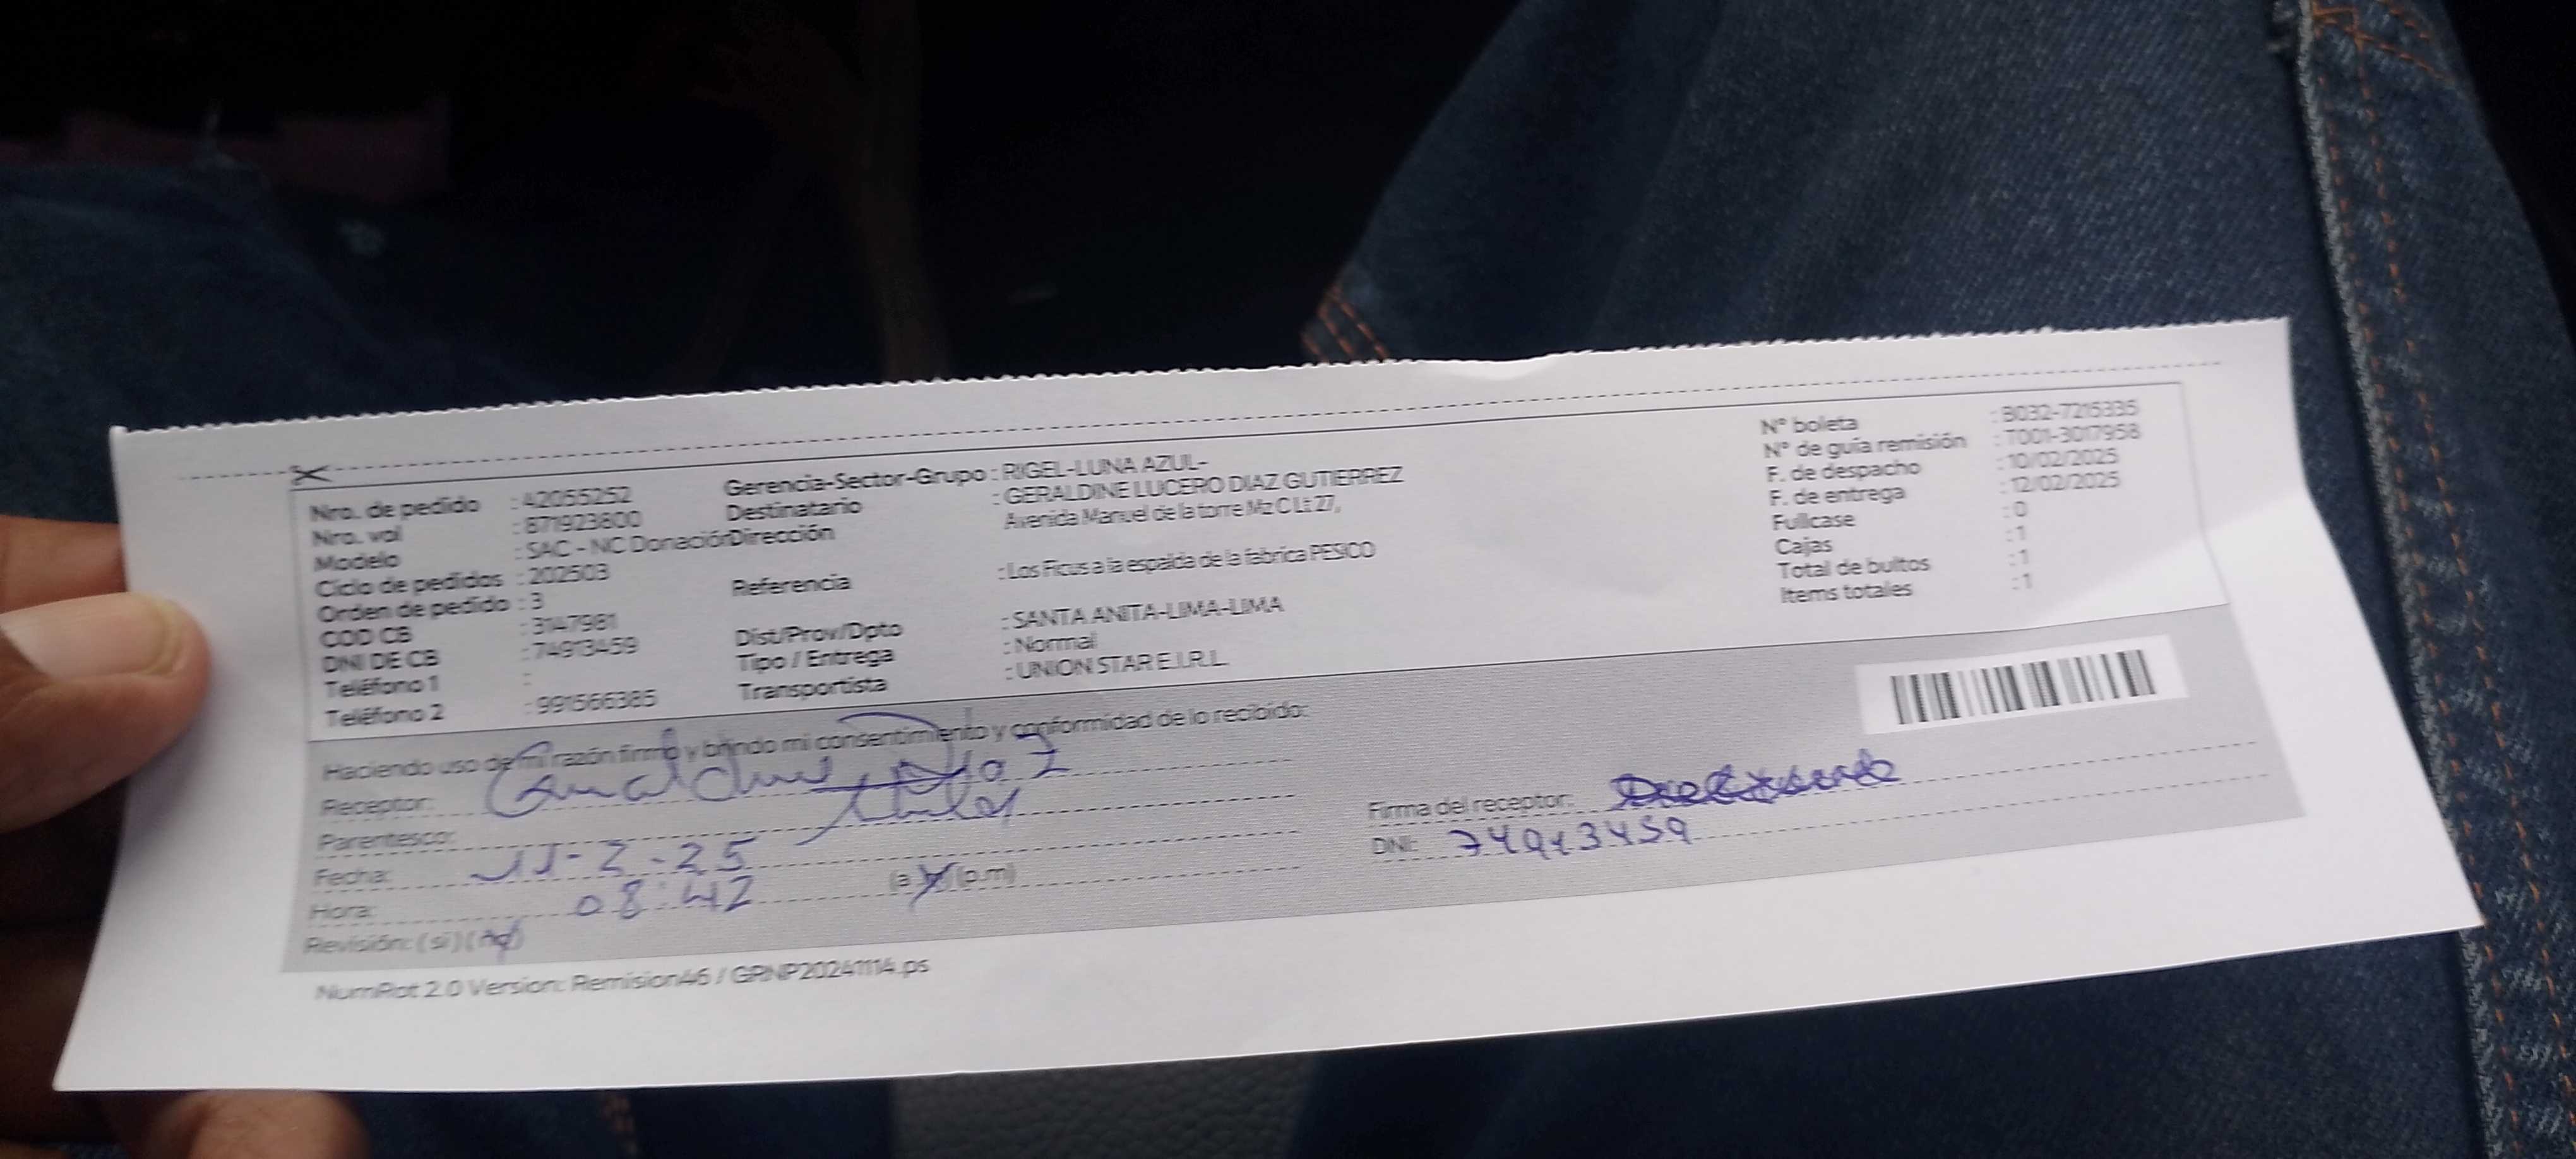 Nro. de pedido : 42055252
Nro. val : 871923800
Modelo : SAC - NC Donación
Ciclo de pedidos : 202503
Orden de pedido : 3
COD CB : 3147981
DNI DE CB : 74913459
Teléfono 1 :
Teléfono 2 : 991566385
Gerencia-Sector-Grupo : RIGEL-LUNA AZUL-
Destinatario : GERALDINE LUCERO DIAZ GUTIERREZ
Dirección Avenida Manuel de la torre Mz C Lt 27,
Referencia : Los Ficus a la espalda de la fabrica PESICO
Dist/Prov/Dpto : SANTA ANITA-LIMA-LIMA
Tipo / Entrega : Normal
Transportista : UNION STAR E.I.R.L.
Nº boleta : B032-7215335
Nº de guía remisión : T001-3017958
F. de despacho : 10/02/2025
F. de entrega : 12/02/2025
Fullcase : 0
Cajas : 1
Total de bultos : 1
Items totales : 1
Haciendo uso de mi razón firmo y brindo mi consentimiento y conformidad de lo recibido:
Receptor: Diaz
Parentesco:
Fecha: 11-2-25
Hora: 08:42 (a (p.m)
Revisión: (si) (no)
Firma del receptor:
DNI: 74913459
NumRot 2.0 Version: Remision46 / GRNP20241114.ps